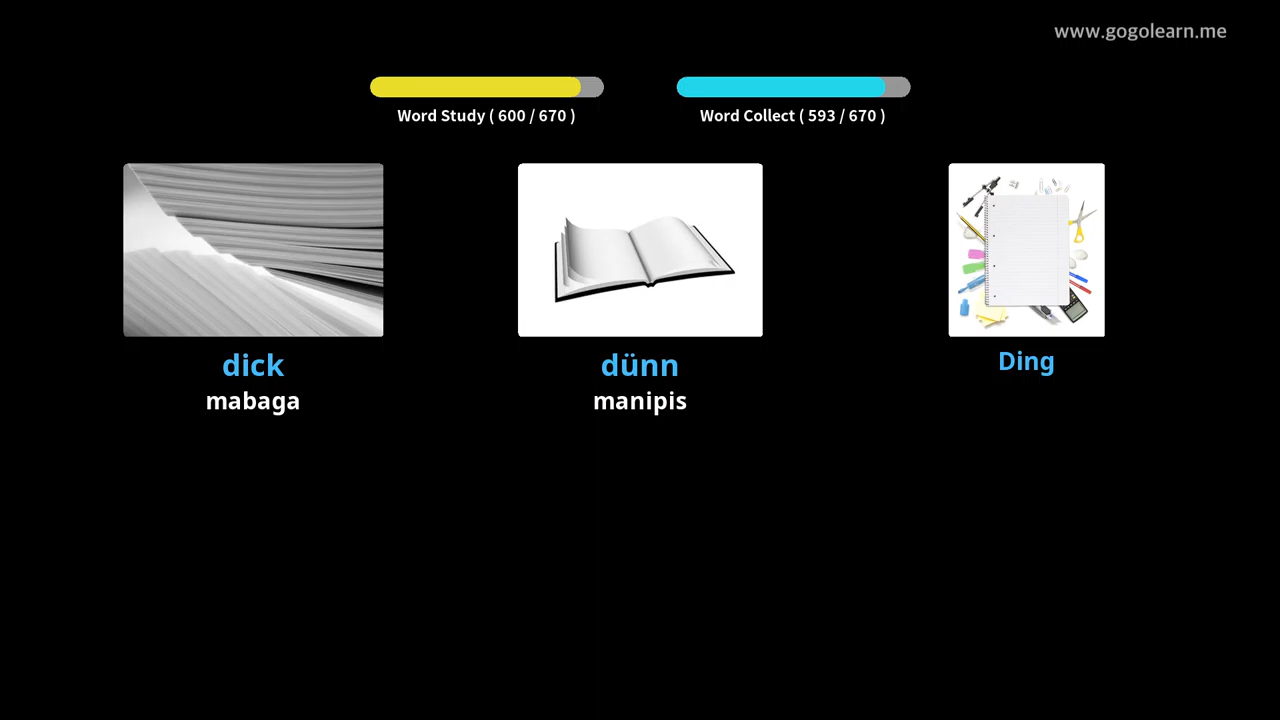 www.gogolearn.me
Word Study ( 600 / 670 )
Word Collect ( 593 / 670 )
dick
mabaga
dünn
manipis
Ding